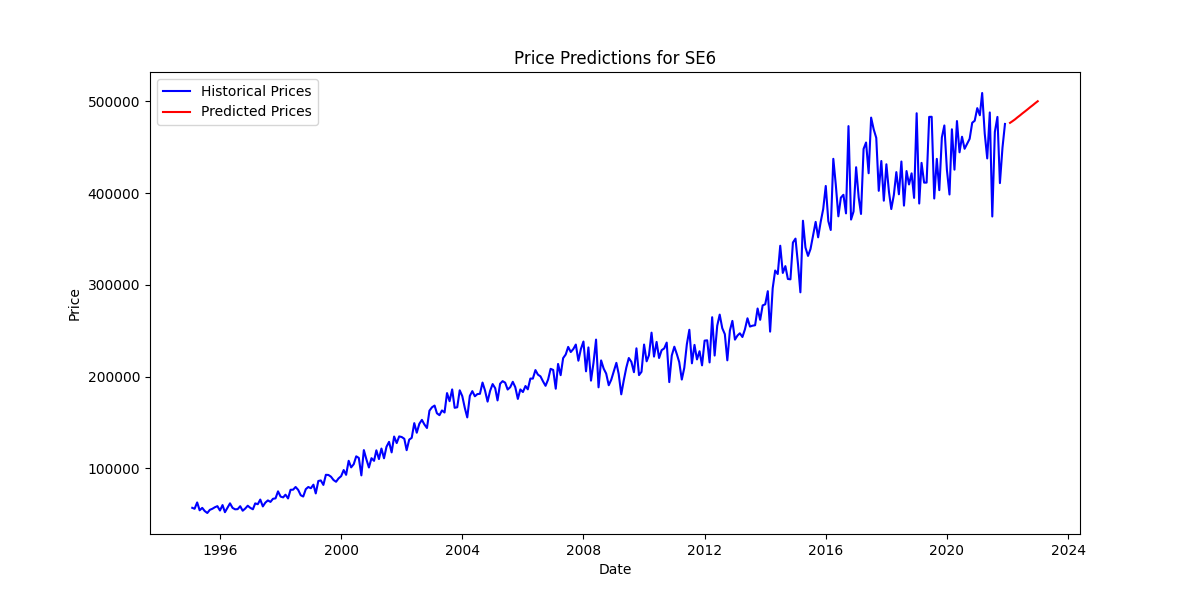 Price Predictions for SE6
Historical Prices
Predicted Prices
500000
400000
300000
200000
100000
Price
1996 2000 2004 2008 2012 2016 2020 2024
Date